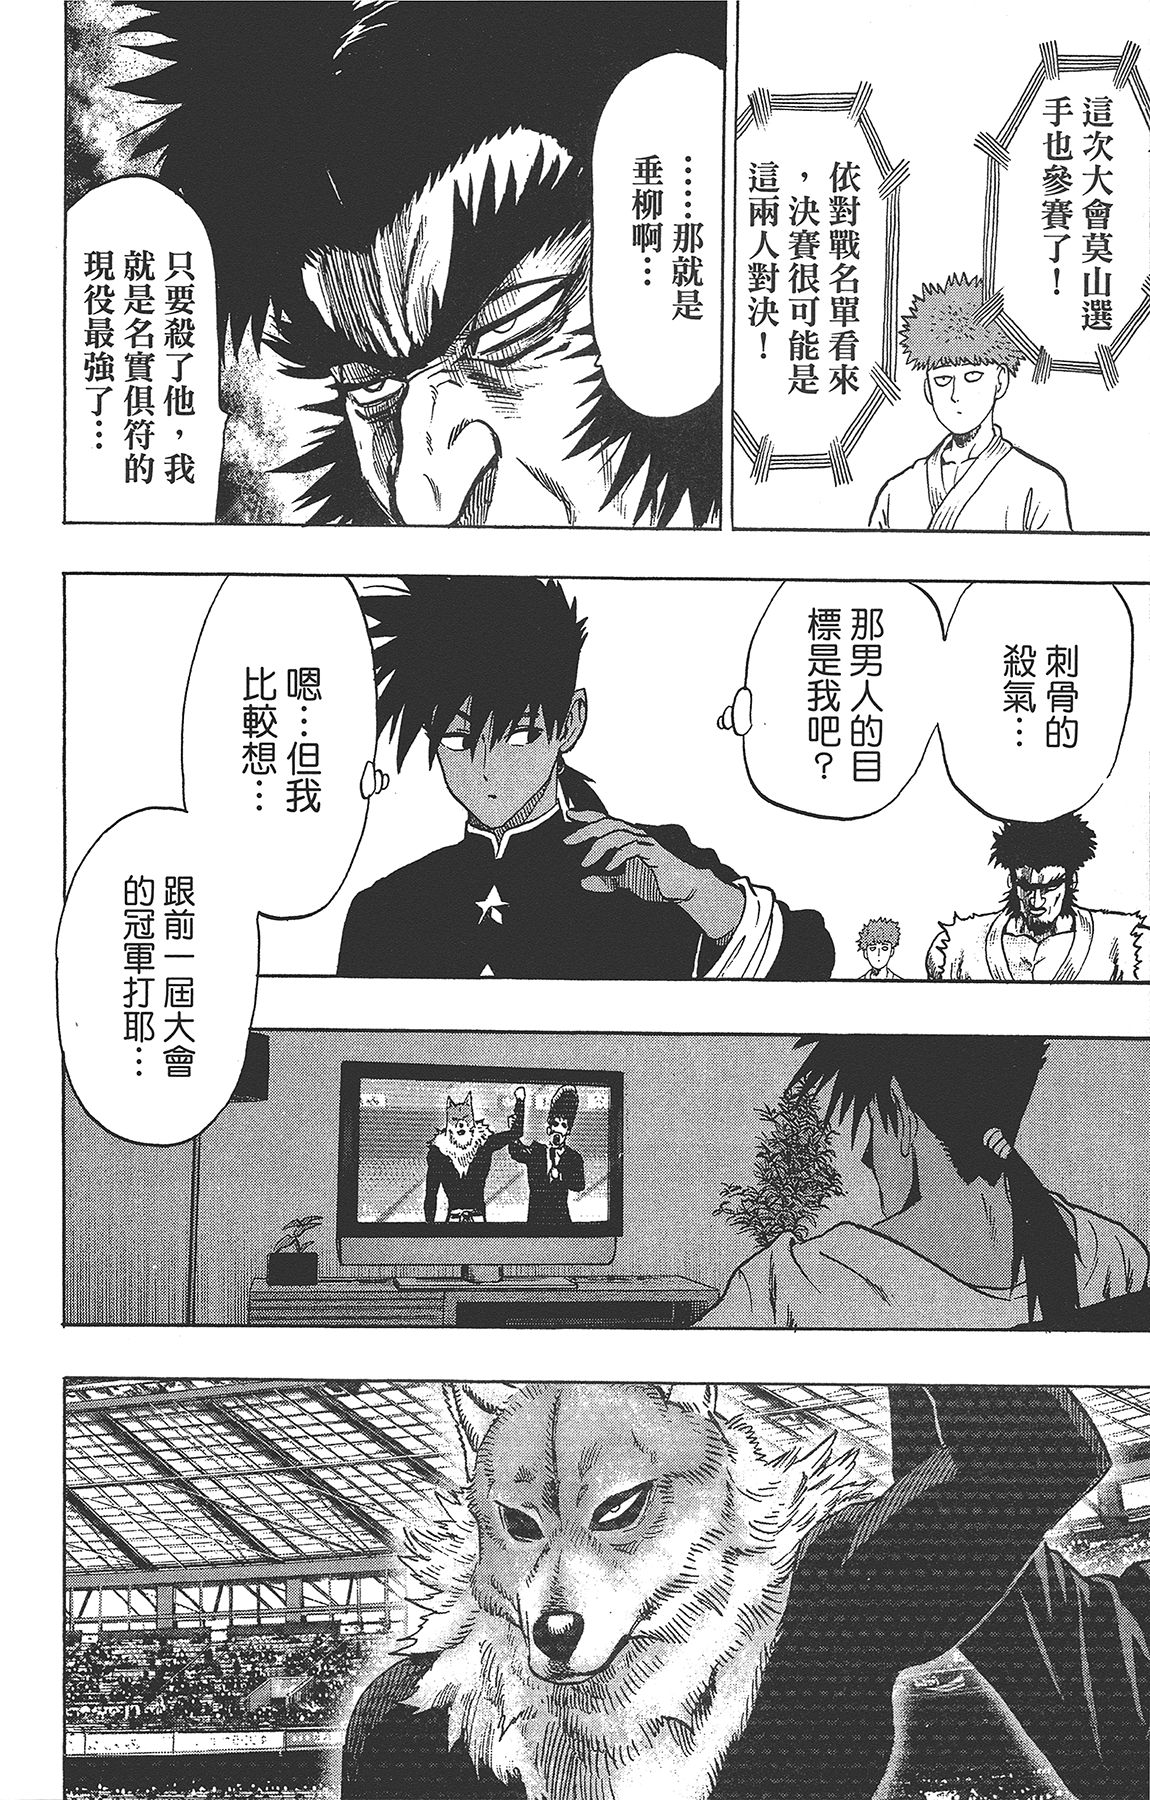 這次大會莫山選
手也參賽了！
依對戰名單看來
，決賽很可能是
這兩人對決！
……那就是
垂柳啊…
只要殺了他，我
就是名實俱符的
現役最強了…
刺骨的
殺氣…
那男人的目
標是我吧？
嗯…但我
比較想…
跟前一屆大會
的冠軍打耶…